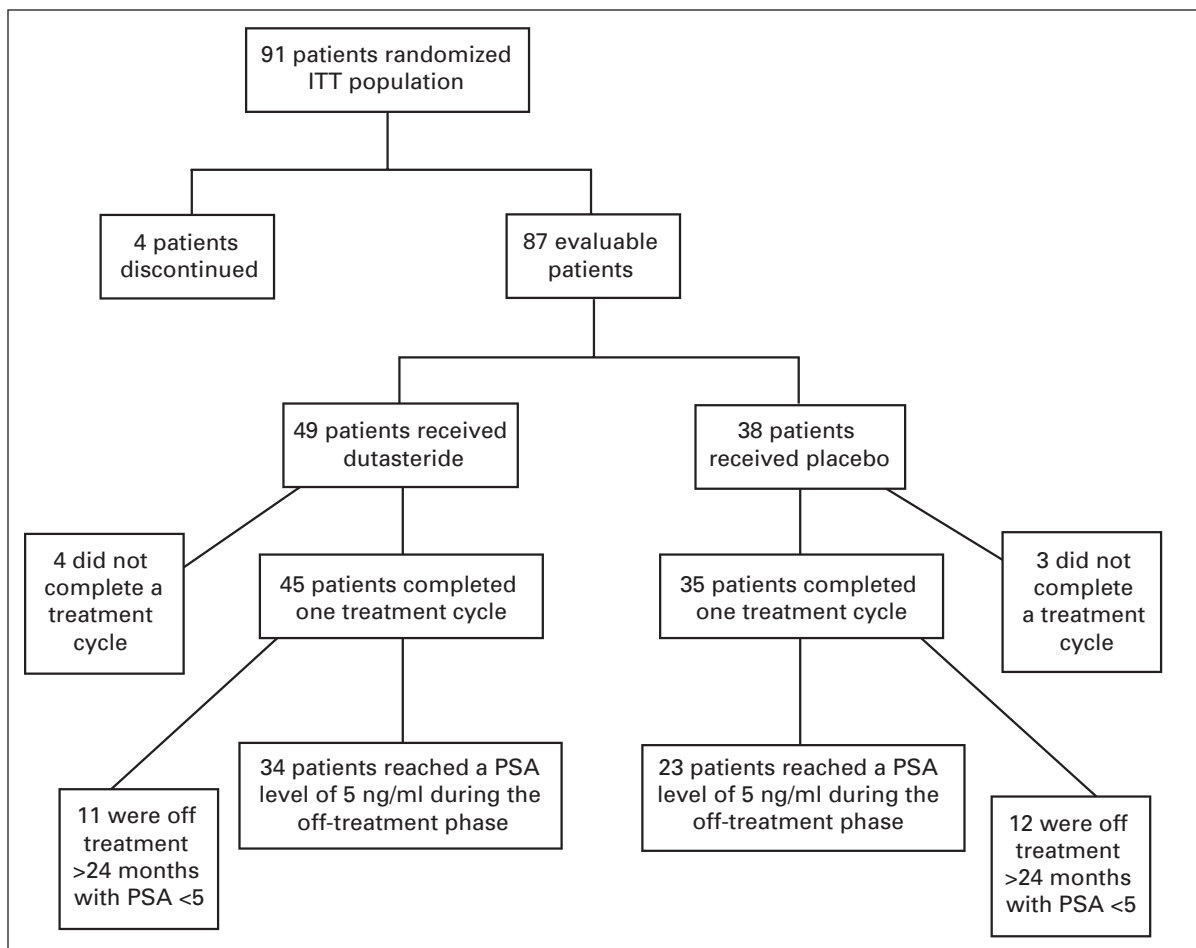 91 patients randomized
ITT population
4 patients
discontinued
87 evaluable
patients
49 patients received
dutasteride
38 patients
received placebo
4 did not
complete a
treatment
cycle
45 patients completed
one treatment cycle
35 patients completed
one treatment cycle
3 did not
complete
a treatment
cycle
11 were off
treatment
>24 months
with PSA <5
34 patients reached a PSA
level of 5 ng/ml during the
off-treatment phase
23 patients reached a PSA
level of 5 ng/ml during the
off-treatment phase
12 were off
treatment
>24 months
with PSA <5